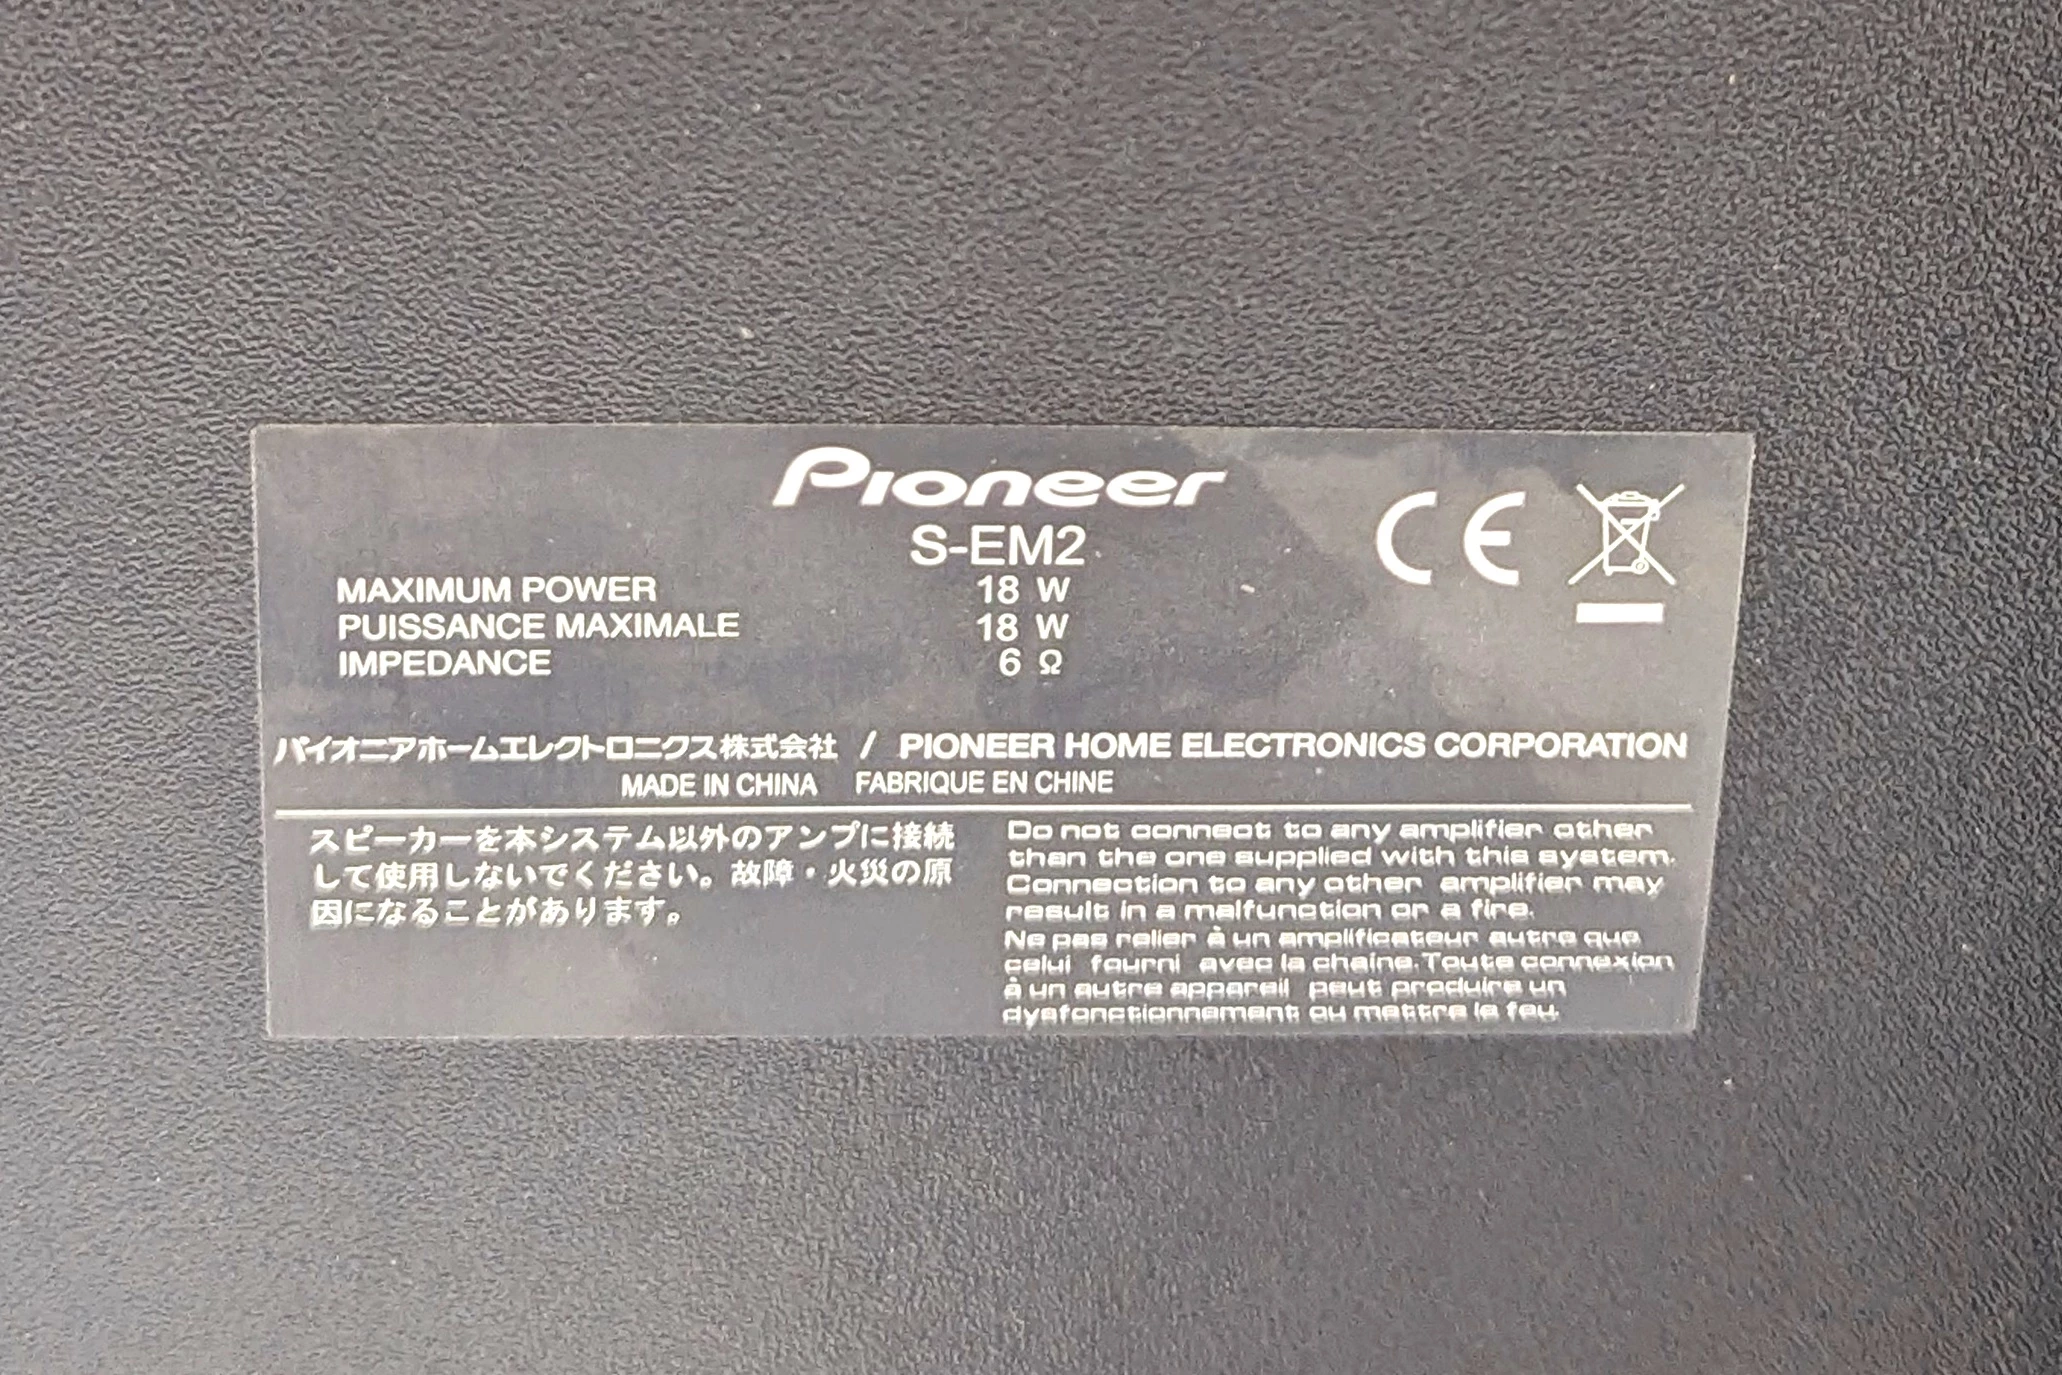 Pioneer
S-EM2
MAXIMUM POWER 18 W
PUISSANCE MAXIMALE 18 W
IMPEDANCE 6 Ω
CE
パイオニアホームエレクトロニクス株式会社 / PIONEER HOME ELECTRONICS CORPORATION
MADE IN CHINA FABRIQUE EN CHINE
スピーカーを本システム以外のアンプに接続
して使用しないでください。故障・火災の原
因になることがあります。
Do not connect to any amplifier other
than the one supplied with this system.
Connection to any other amplifier may
result in a malfunction or a fire.
Ne pas relier à un amplificateur autre que
celui fourni avec la chaine. Toute connexion
à un autre appareil peut produire un
dysfonctionnement ou mettre le feu.